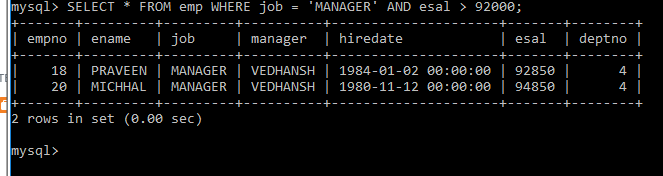 mysql> SELECT * FROM emp WHERE job = 'MANAGER' AND esal > 92000;
+-------+---------+---------+----------+---------------------+-------+--------+
| empno | ename   | job     | manager  | hiredate            | esal  | deptno |
+-------+---------+---------+----------+---------------------+-------+--------+
|    18 | PRAVEEN | MANAGER | VEDHANSH | 1984-01-02 00:00:00 | 92850 |      4 |
|    20 | MICHHAL | MANAGER | VEDHANSH | 1980-11-12 00:00:00 | 94850 |      4 |
+-------+---------+---------+----------+---------------------+-------+--------+
2 rows in set (0.00 sec)
mysql>